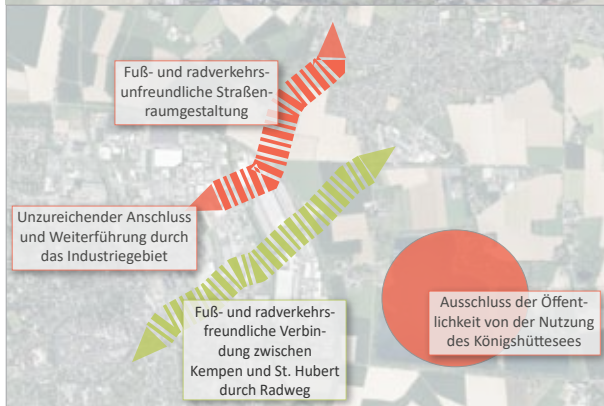 Fuß- und radverkehrs-
unfreundliche Straßen-
raumgestaltung
Unzureichender Anschluss
und Weiterführung durch
das Industriegebiet
Fuß- und radverkehrs-
freundliche Verbin-
dung zwischen
Kempen und St. Hubert
durch Radweg
Ausschluss der Öffent-
lichkeit von der Nutzung
des Königshüttesees